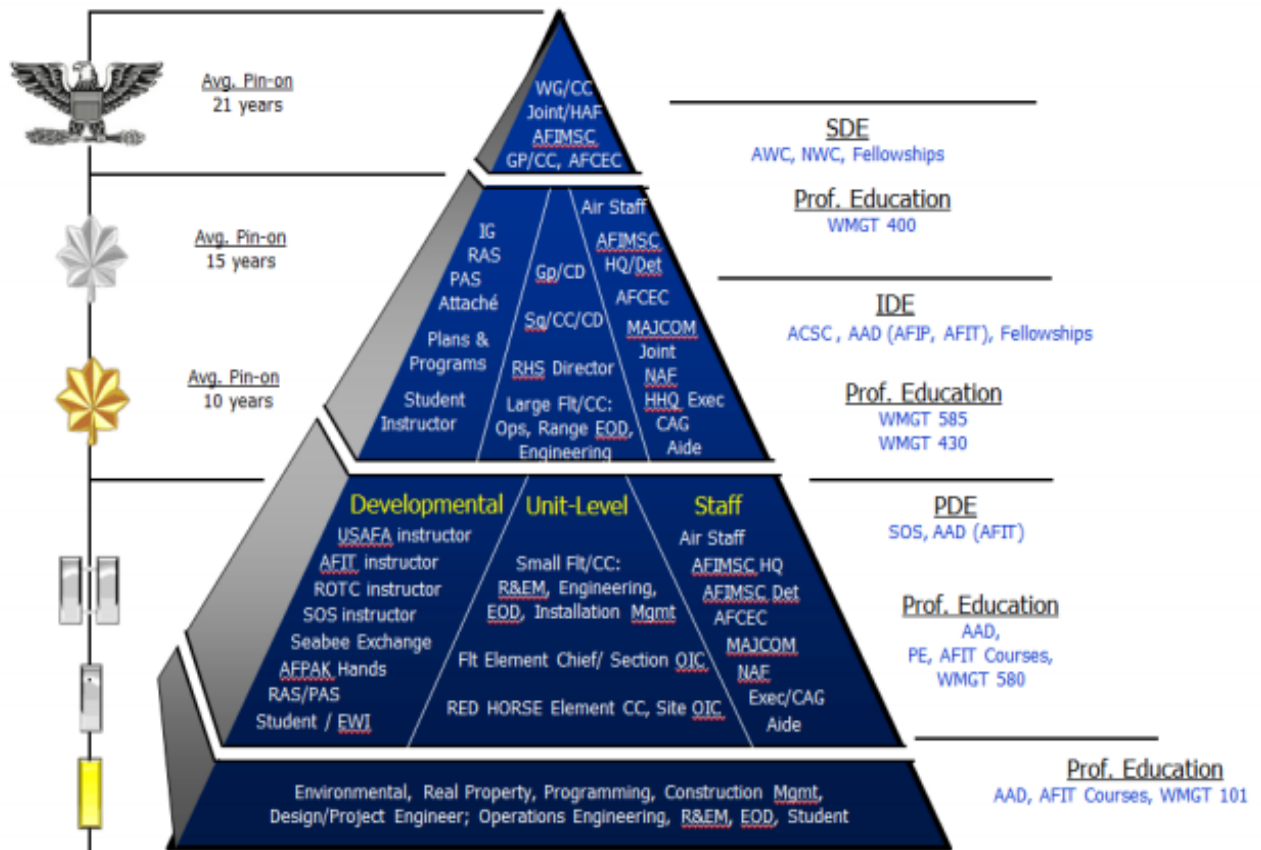 Avg. Pin-on
21 years
WG/CC
Joint/HAF
AFIMSC
GP/CC, AFCEC
SDE
AWC, NWC, Fellowships
Prof. Education
WMGT 400
Avg. Pin-on
15 years
Avg. Pin-on
10 years
IG
RAS
PAS
Attaché
Plans &
Programs
Student
Instructor
Gp/CD
Sq/CC/CD
RHS Director
Large Flt/CC:
Ops, Range EOD,
Engineering
Air Staff
AFIMSC
HQ/Det
AFCEC
MAJCOM
Joint
NAF
HHQ Exec
CAG
Aide
IDE
ACSC , AAD (AFIP, AFIT), Fellowships
Prof. Education
WMGT 585
WMGT 430
Developmental
USAFA instructor
AFIT instructor
ROTC instructor
SOS instructor
Seabee Exchange
AFPAK Hands
RAS/PAS
Student / EWI
Unit-Level
Small Flt/CC:
R&EM, Engineering,
EOD, Installation Mgmt
Flt Element Chief/ Section OIC
RED HORSE Element CC, Site OIC
Staff
Air Staff
AFIMSC HQ
AFIMSC Det
AFCEC
MAJCOM
NAF
Exec/CAG
Aide
PDE
SOS, AAD (AFIT)
Prof. Education
AAD,
PE, AFIT Courses,
WMGT 580
Environmental, Real Property, Programming, Construction Mgmt,
Design/Project Engineer; Operations Engineering, R&EM, EOD, Student
Prof. Education
AAD, AFIT Courses, WMGT 101